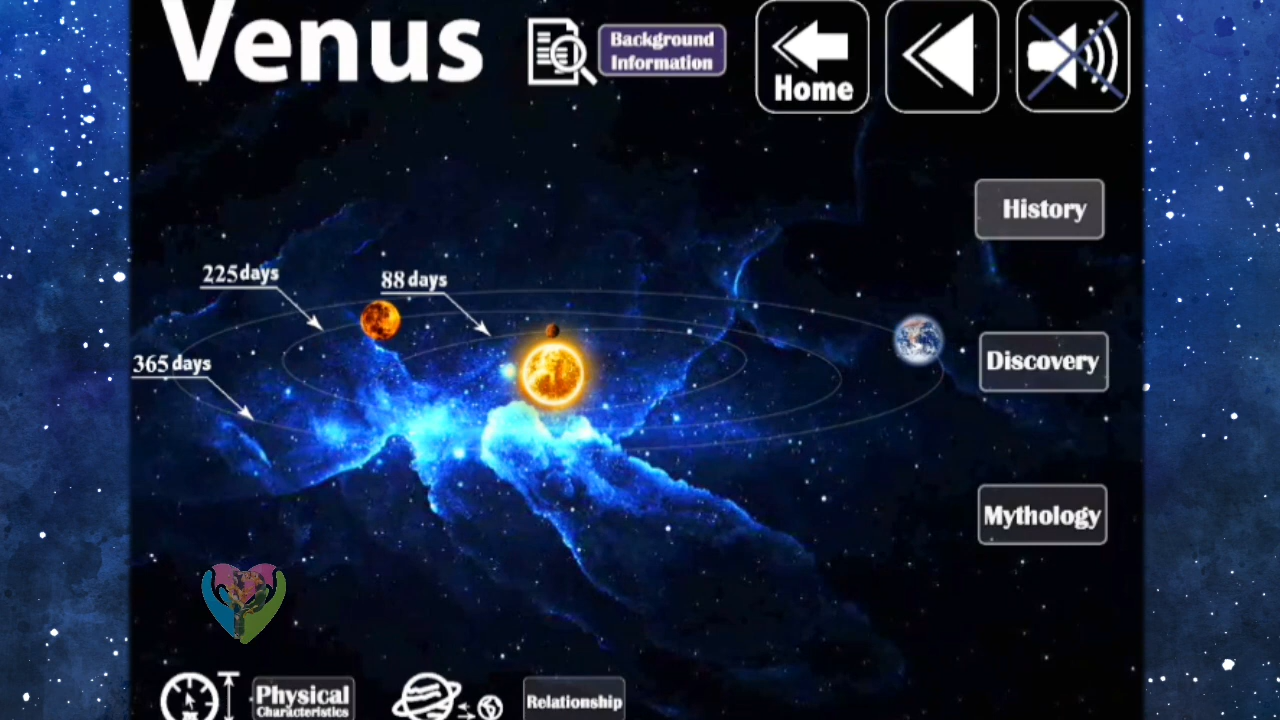 Venus
Background
Information
Home
History
225 days
88 days
365 days
Discovery
Mythology
Physical
Characteristics
Relationship